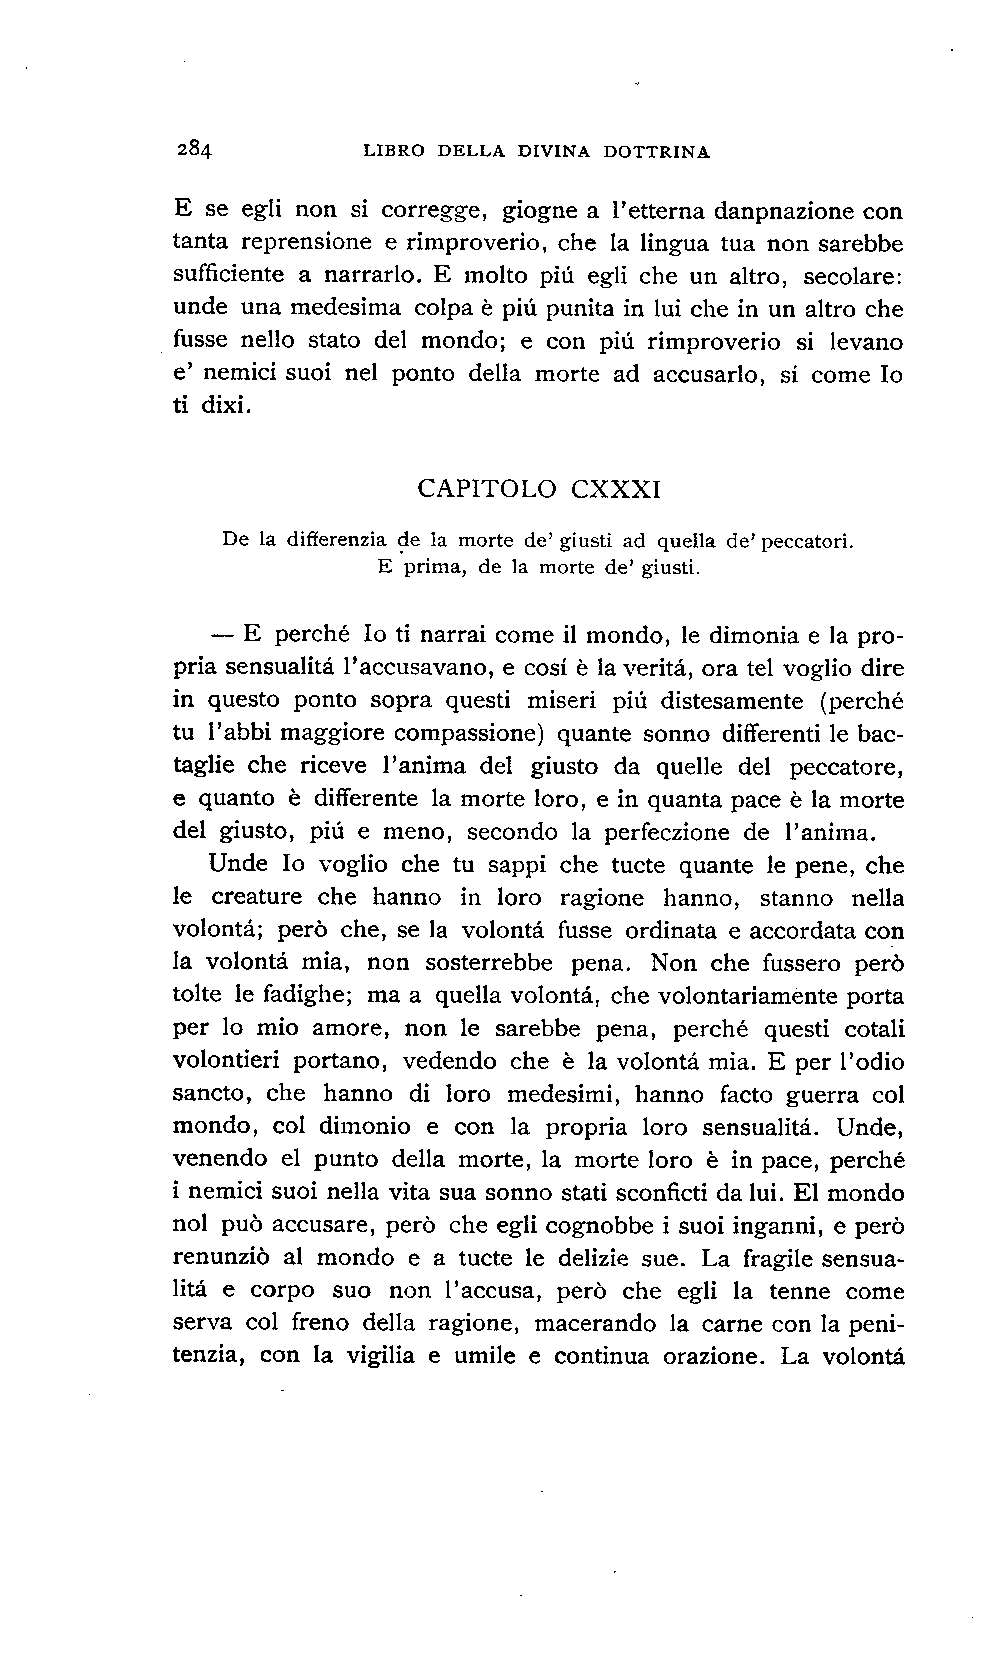 284 LIBRO DELLA DIVINA DOTTRINA
E se egli non si corregge, giogne a l'etterna danpnazione con
tanta reprensione e rimproverio, che la lingua tua non sarebbe
sufficiente a narrarlo. E molto piú egli che un altro, secolare:
unde una medesima colpa è piú punita in lui che in un altro che
fusse nello stato del mondo; e con piú rimproverio si levano
e' nemici suoi nel ponto della morte ad accusarlo, sí come Io
ti dixi.
CAPITOLO CXXXI
De la differenzia de la morte de' giusti ad quella de' peccatori.
E prima, de la morte de' giusti.
— E perché Io ti narrai come il mondo, le dimonia e la pro-
pria sensualitá l'accusavano, e cosí è la veritá, ora tel voglio dire
in questo ponto sopra questi miseri piú distesamente (perché
tu l'abbi maggiore compassione) quante sonno differenti le bac-
taglie che riceve l'anima del giusto da quelle del peccatore,
e quanto è differente la morte loro, e in quanta pace è la morte
del giusto, piú e meno, secondo la perfeczione de l'anima.
Unde Io voglio che tu sappi che tucte quante le pene, che
le creature che hanno in loro ragione hanno, stanno nella
volontá; però che, se la volontá fusse ordinata e accordata con
la volontá mia, non sosterrebbe pena. Non che fussero però
tolte le fadighe; ma a quella volontá, che volontariamente porta
per lo mio amore, non le sarebbe pena, perché questi cotali
volontieri portano, vedendo che è la volontá mia. E per l'odio
sancto, che hanno di loro medesimi, hanno facto guerra col
mondo, col dimonio e con la propria loro sensualitá. Unde,
venendo el punto della morte, la morte loro è in pace, perché
i nemici suoi nella vita sua sonno stati sconficti da lui. El mondo
nol può accusare, però che egli cognobbe i suoi inganni, e però
renunziò al mondo e a tucte le delizie sue. La fragile sensua-
litá e corpo suo non l'accusa, però che egli la tenne come
serva col freno della ragione, macerando la carne con la peni-
tenzia, con la vigilia e umile e continua orazione. La volontá